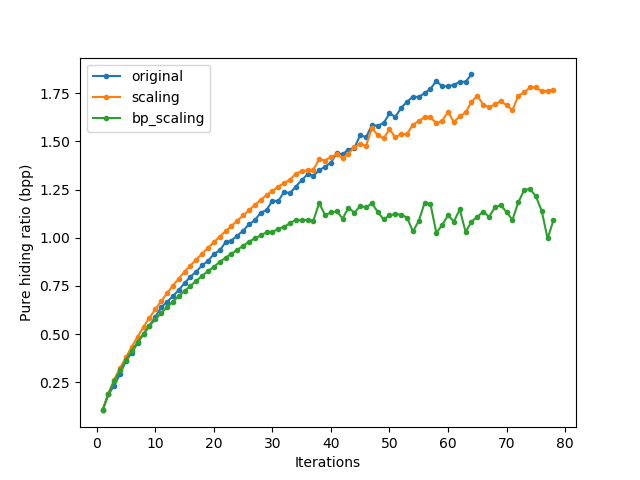 original
scaling
bp_scaling
1.75
1.50
1.25
1.00
0.75
0.50
0.25
Pure hiding ratio (bpp)
0 10 20 30 40 50 60 70 80
Iterations